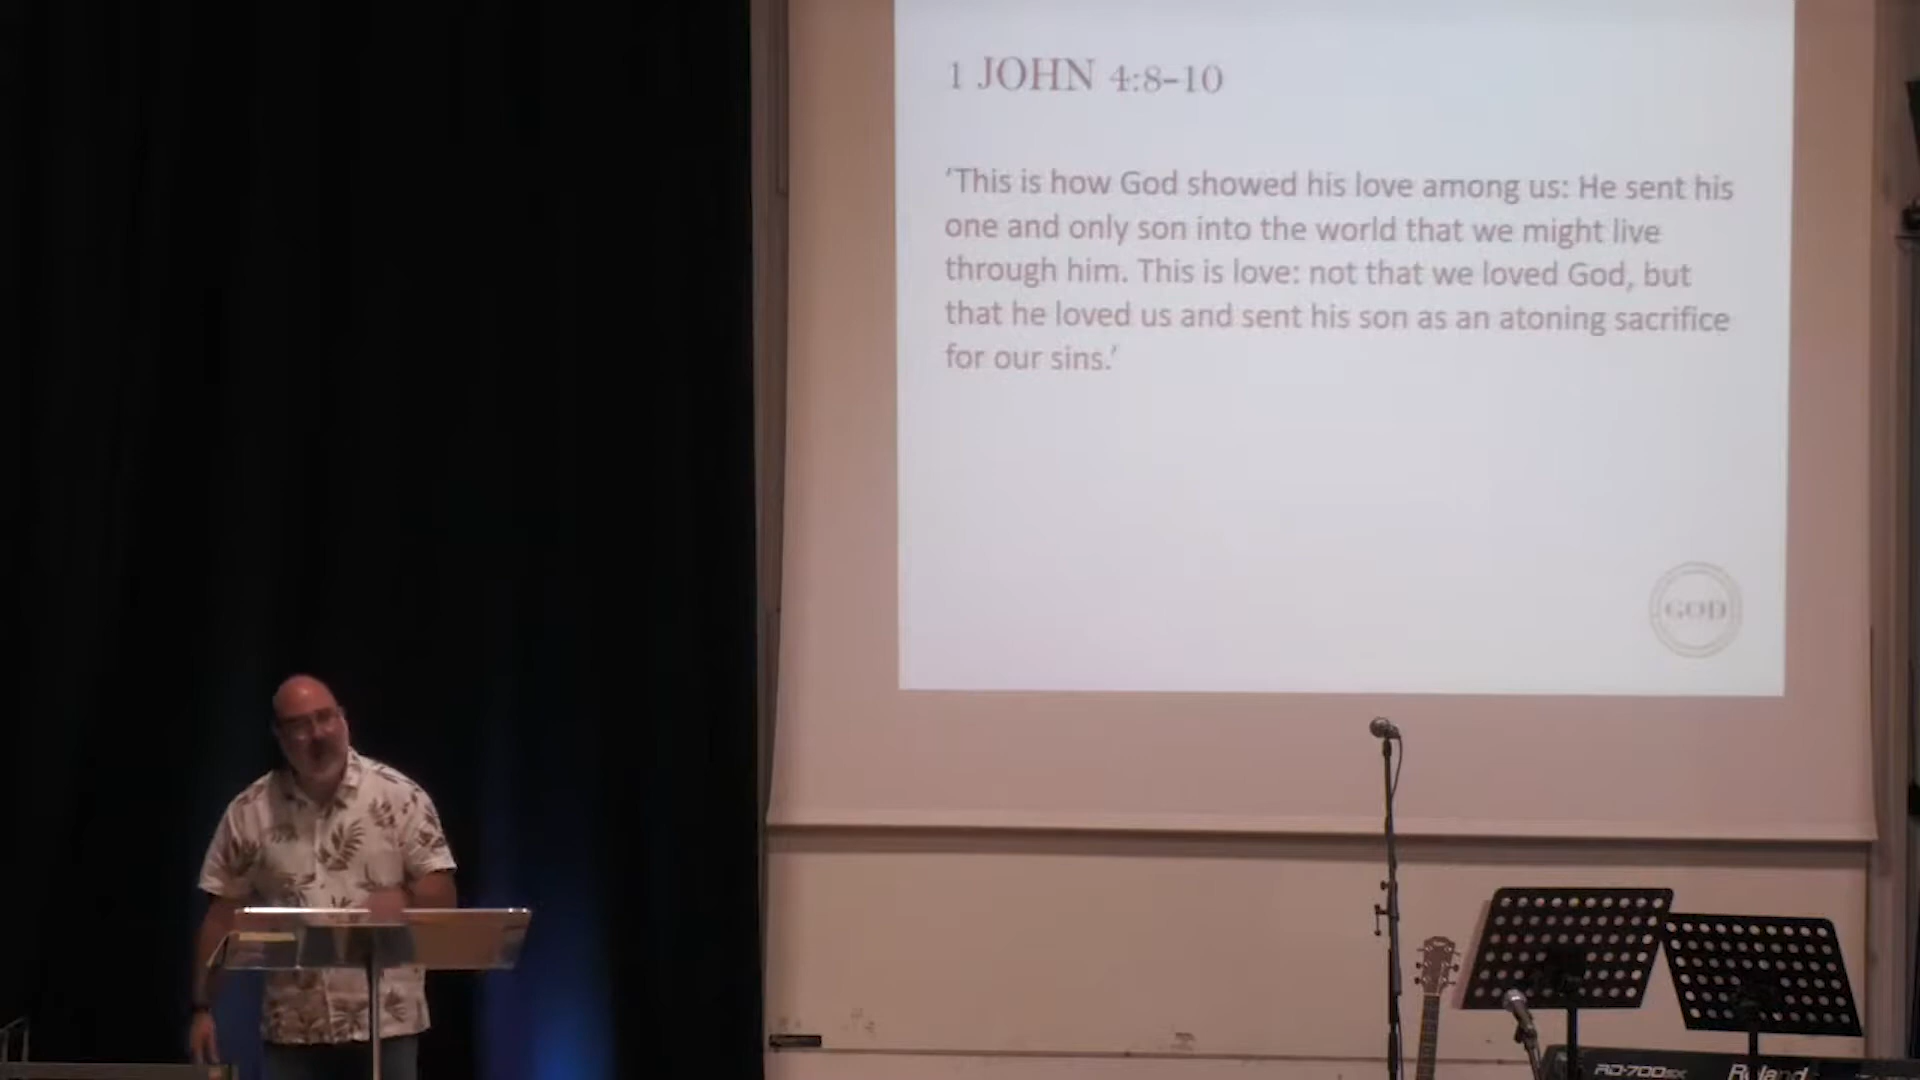 1 JOHN 4:8–10
‘This is how God showed his love among us: He sent his
one and only son into the world that we might live
through him. This is love: not that we loved God, but
that he loved us and sent his son as an atoning sacrifice
for our sins.’
GOD
RD-700SX Roland